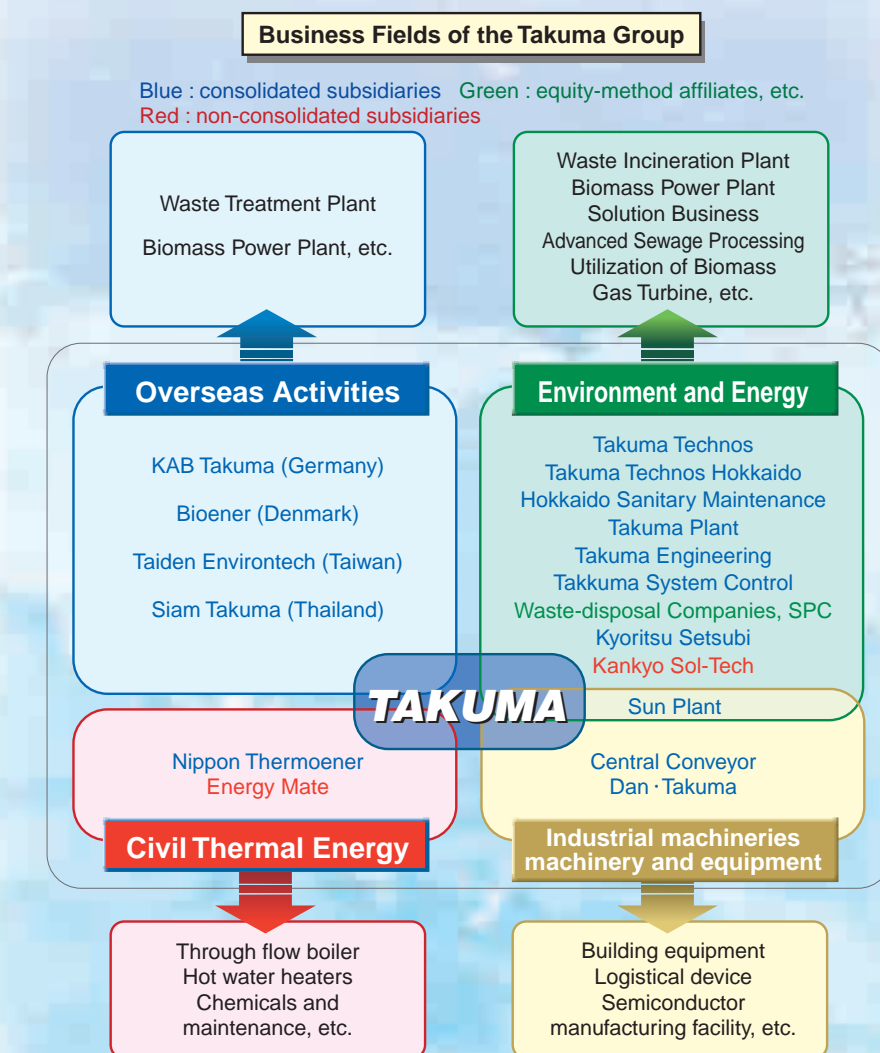 Business Fields of the Takuma Group
Blue : consolidated subsidiaries Green : equity-method affiliates, etc.
Red : non-consolidated subsidiaries
Waste Treatment Plant
Biomass Power Plant, etc.
Waste Incineration Plant
Biomass Power Plant
Solution Business
Advanced Sewage Processing
Utilization of Biomass
Gas Turbine, etc.
Overseas Activities
KAB Takuma (Germany)
Bioener (Denmark)
Taiden Environtech (Taiwan)
Siam Takuma (Thailand)
Environment and Energy
Takuma Technos
Takuma Technos Hokkaido
Hokkaido Sanitary Maintenance
Takuma Plant
Takuma Engineering
Takkuma System Control
Waste-disposal Companies, SPC
Kyoritsu Setsubi
Kankyo Sol-Tech
Sun Plant
TAKUMA
Nippon Thermoener
Energy Mate
Civil Thermal Energy
Central Conveyor
Dan・Takuma
Industrial machineries
machinery and equipment
Through flow boiler
Hot water heaters
Chemicals and
maintenance, etc.
Building equipment
Logistical device
Semiconductor
manufacturing facility, etc.